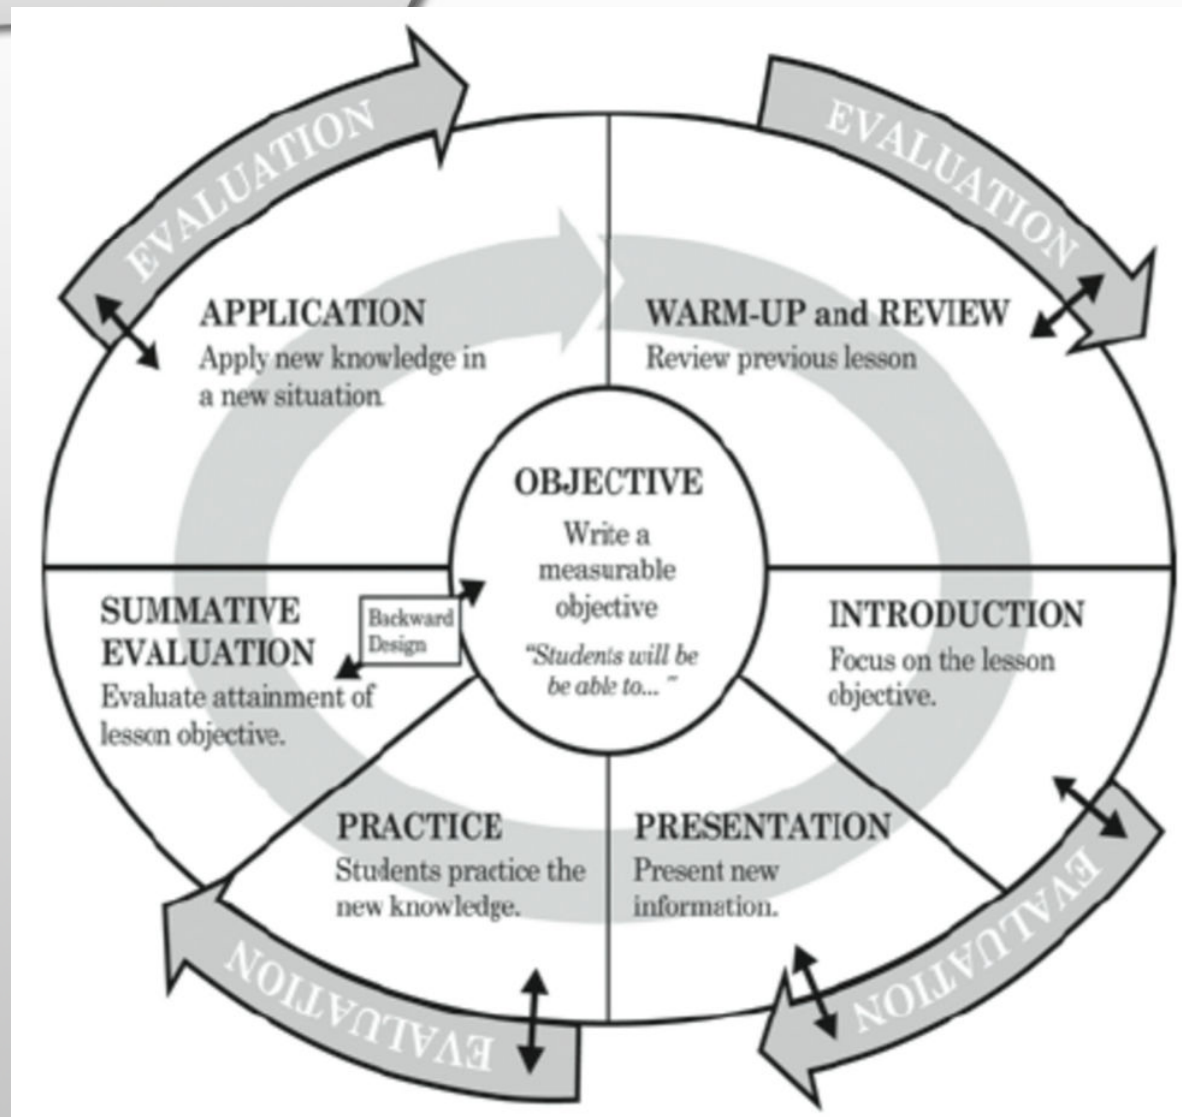 EVALUATION
EVALUATION
APPLICATION
Apply new knowledge in
a new situation
WARM-UP and REVIEW
Review previous lesson
OBJECTIVE
Write a
measurable
objective
"Students will be
be able to... "
SUMMATIVE
EVALUATION
Evaluate attainment of
lesson objective.
Backward
Design
INTRODUCTION
Focus on the lesson
objective.
PRACTICE
Students practice the
new knowledge.
PRESENTATION
Present new
information.
EVALUATION
EVALUATION